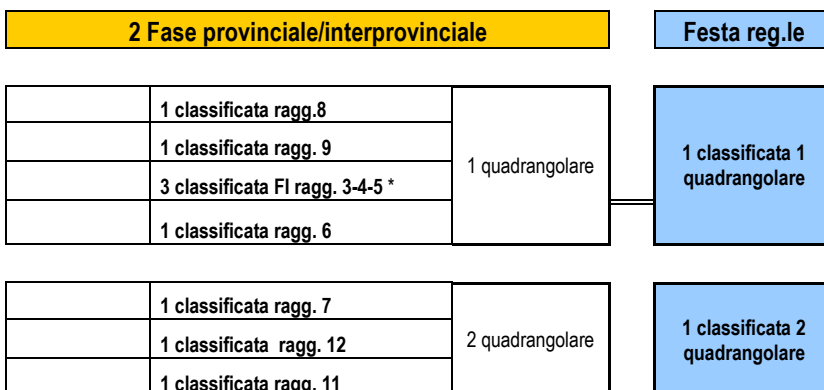 2 Fase provinciale/interprovinciale
Festa reg.le
1 classificata ragg.8
1 classificata ragg. 9
3 classificata FI ragg. 3-4-5 *
1 classificata ragg. 6
1 quadrangolare
1 classificata 1
quadrangolare
1 classificata ragg. 7
1 classificata ragg. 12
1 classificata ragg. 11
2 quadrangolare
1 classificata 2
quadrangolare